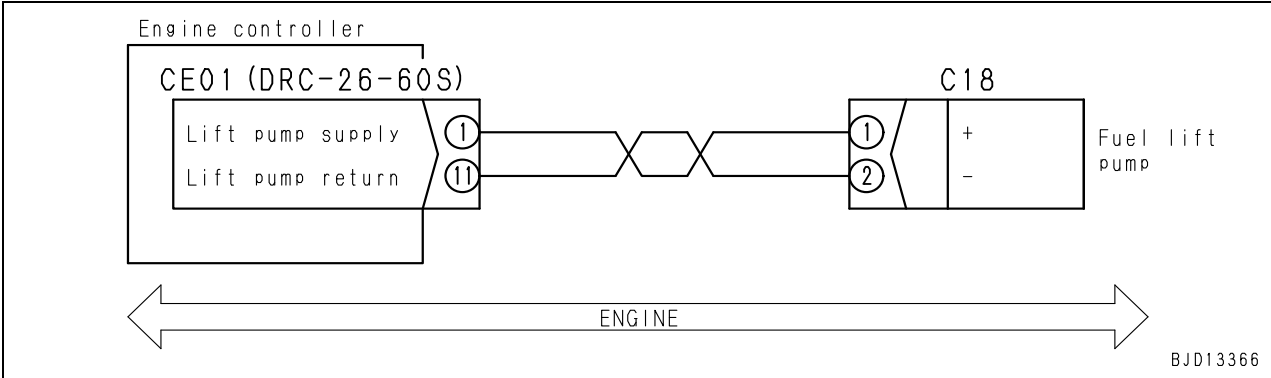 Engine controller
CE01 (DRC-26-60S)
C18
Lift pump supply
1
1
+
Fuel lift
pump
Lift pump return
11
2
-
ENGINE
BJD13366